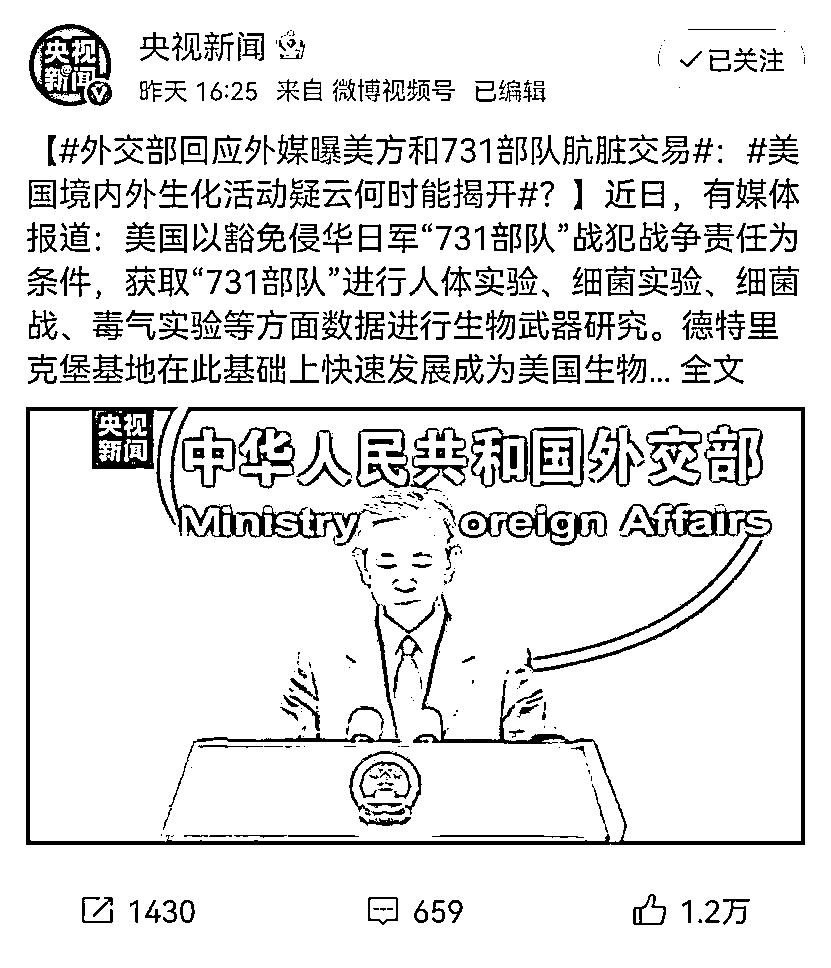 央视新闻
央视新闻
已关注
昨天 16:25 来自 微博视频号 已编辑
【#外交部回应外媒曝美方和731部队肮脏交易#：#美
国境内外生化活动疑云何时能揭开#？】近日，有媒体
报道：美国以豁免侵华日军“731部队”战犯战争责任为
条件，获取“731部队”进行人体实验、细菌实验、细菌
战、毒气实验等方面数据进行生物武器研究。德特里
克堡基地在此基础上快速发展成为美国生物... 全文
央视
新闻
中华人民共和国外交部
Ministry oreign Affairs
1430 659 1.2万